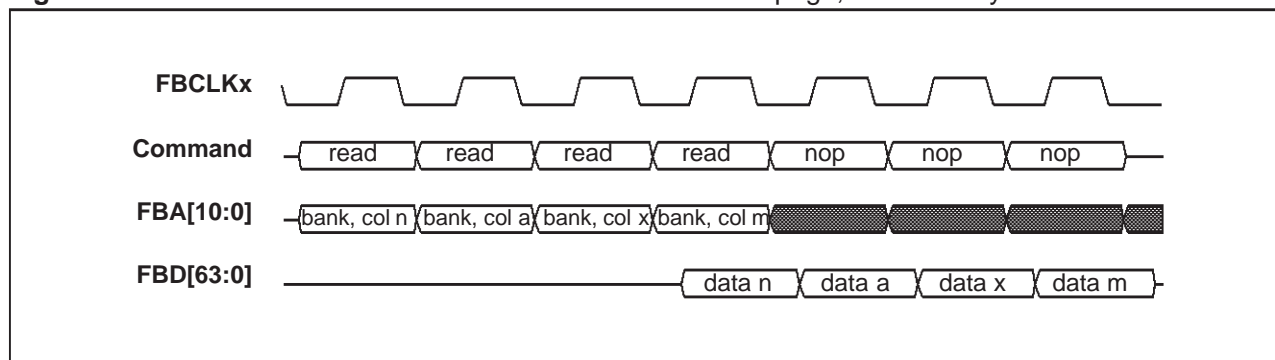 FBCLKx
Command read read read read nop nop nop
FBA[10:0] bank, col n bank, col a bank, col x bank, col m
FBD[63:0] data n data a data x data m